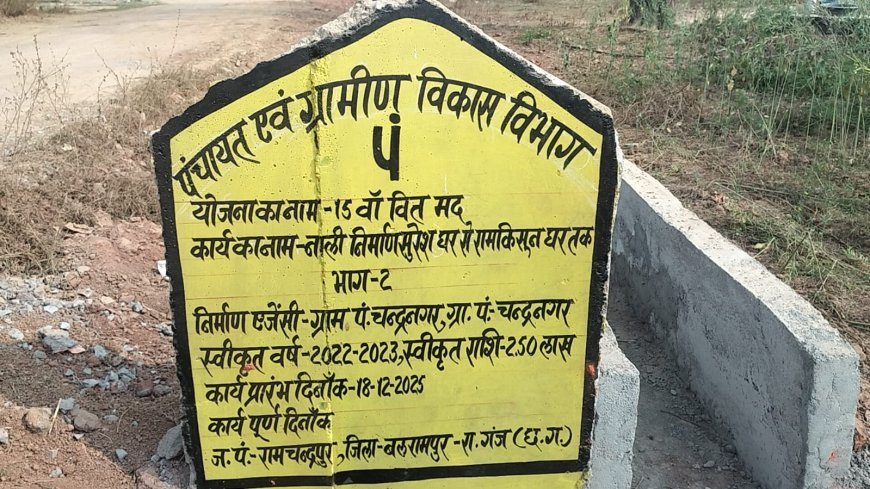 पंचायत एवं ग्रामीण विकास विभाग
पं
योजना का नाम -15 वॉ वित मद
कार्य का नाम-नाली निर्माण सुरेश घर से रामकिसुन घर तक
भाग-2
निर्माण एजेंसी-ग्राम पं. चन्द्रनगर, ग्रा. पं.- चन्द्रनगर
स्वीकृत वर्ष-2022-2023, स्वीकृत राशि-2.50 लास
कार्य प्रारंभ दिनाँक-18-12-2025
कार्य पूर्ण दिनाँक
ज. पं.- रामचन्द्रपुर, जिला-बलरामपुर-रा. गंज (छ.ग.)